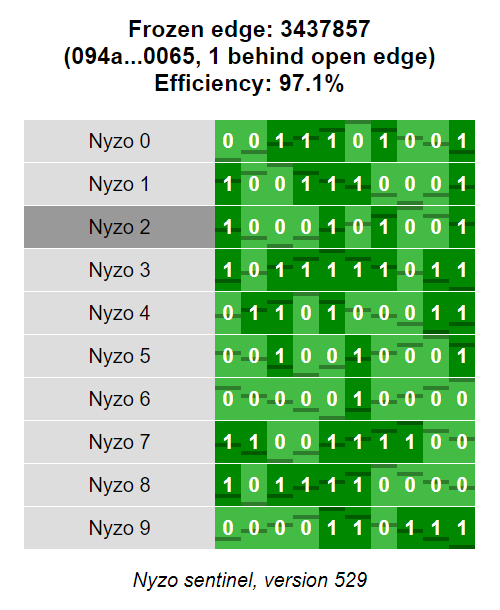 Frozen edge: 3437857
(094a...0065, 1 behind open edge)
Efficiency: 97.1%
Nyzo 0 0 0 1 1 1 0 1 0 0 1
Nyzo 1 1 0 0 1 1 1 0 0 0 1
Nyzo 2 1 0 0 0 1 0 1 0 0 1
Nyzo 3 1 0 1 1 1 1 1 0 1 1
Nyzo 4 0 1 1 0 1 0 0 0 1 1
Nyzo 5 0 0 1 0 0 1 0 0 0 1
Nyzo 6 0 0 0 0 0 1 0 0 0 0
Nyzo 7 1 1 0 0 1 1 1 1 0 0
Nyzo 8 1 0 1 1 1 1 0 0 0 0
Nyzo 9 0 0 0 0 1 1 0 1 1 1
Nyzo sentinel, version 529